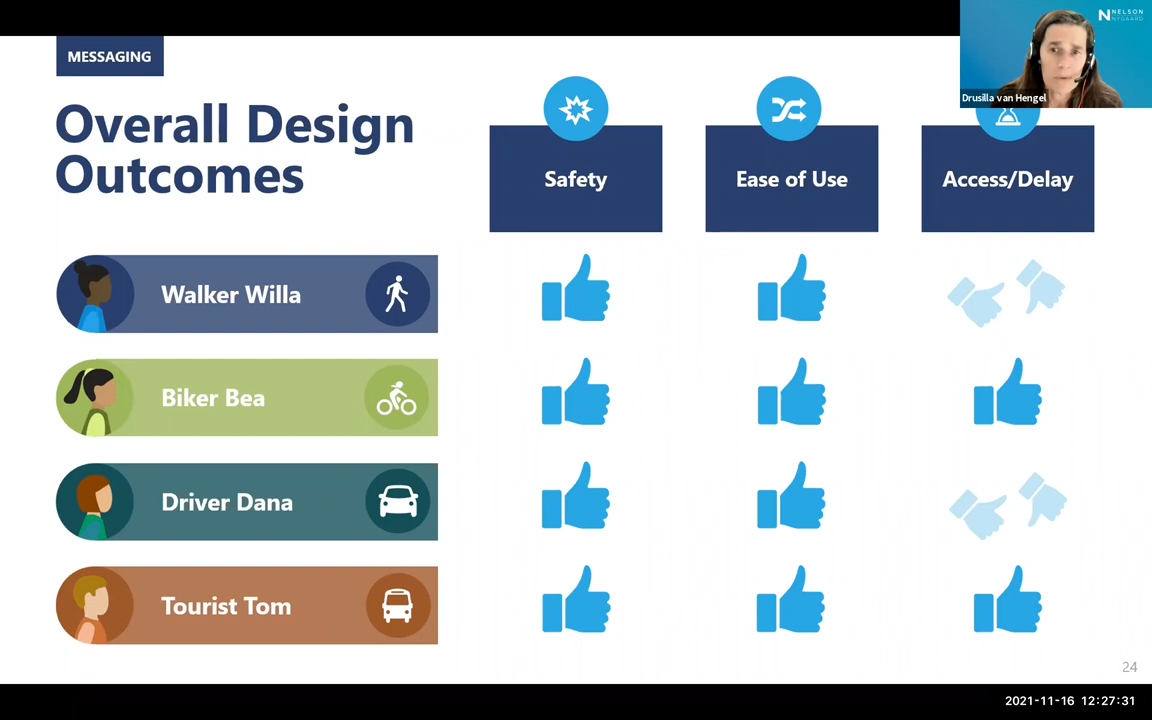 MESSAGING
Overall Design
Outcomes
NELSON
NYGAARD
Drusilla van Hengel
Safety
Ease of Use
Access/Delay
Walker Willa
Biker Bea
Driver Dana
Tourist Tom
24
2021-11-16 12:27:31